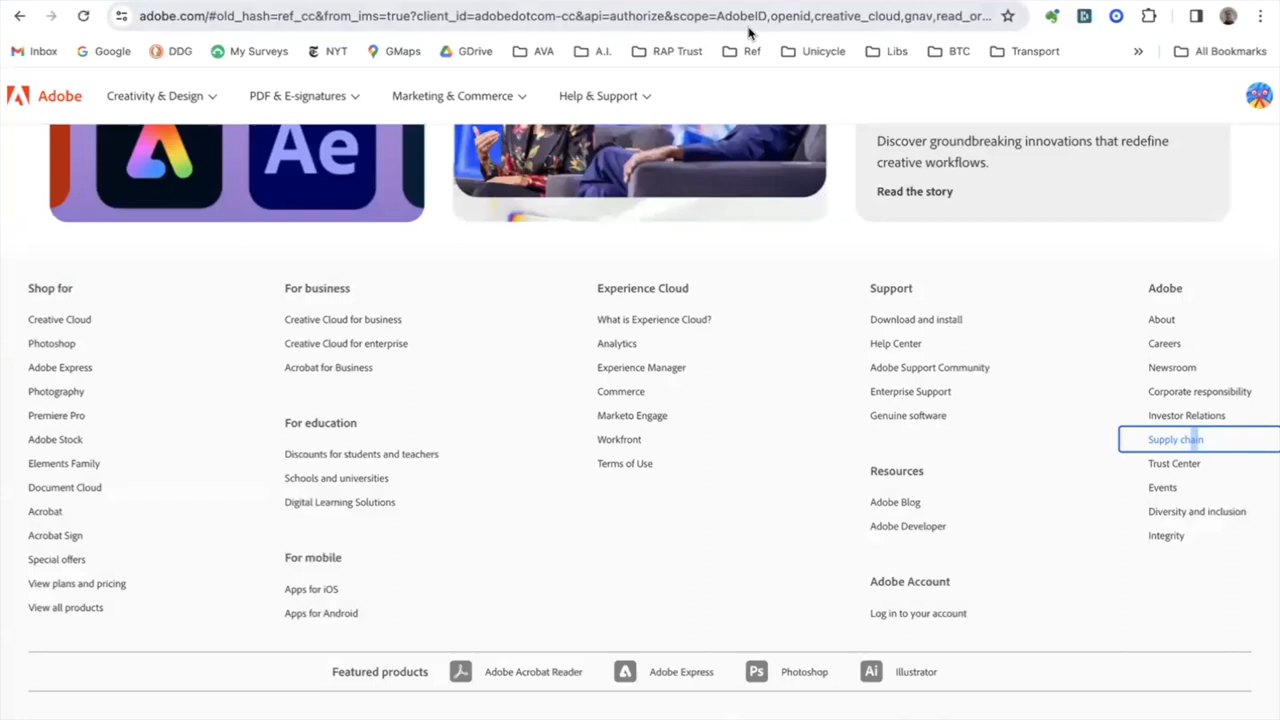 adobe.com/#old_hash=ref_cc&from_ims=true?client_id=adobedotcom-cc&api=authorize&scope=AdobeID,openid,creative_cloud,gnav,read_or...
Inbox Google DDG My Surveys NYT GMaps GDrive AVA A.I. RAP Trust Ref Unicycle Libs BTC Transport » All Bookmarks
Adobe Creativity & Design PDF & E-signatures Marketing & Commerce Help & Support
Ae
Discover groundbreaking innovations that redefine
creative workflows.
Read the story
Shop for
Creative Cloud
Photoshop
Adobe Express
Photography
Premiere Pro
Adobe Stock
Elements Family
Document Cloud
Acrobat
Acrobat Sign
Special offers
View plans and pricing
View all products
For business
Creative Cloud for business
Creative Cloud for enterprise
Acrobat for Business
For education
Discounts for students and teachers
Schools and universities
Digital Learning Solutions
For mobile
Apps for iOS
Apps for Android
Experience Cloud
What is Experience Cloud?
Analytics
Experience Manager
Commerce
Marketo Engage
Workfront
Terms of Use
Support
Download and install
Help Center
Adobe Support Community
Enterprise Support
Genuine software
Resources
Adobe Blog
Adobe Developer
Adobe Account
Log in to your account
Adobe
About
Careers
Newsroom
Corporate responsibility
Investor Relations
Supply chain
Trust Center
Events
Diversity and inclusion
Integrity
Featured products Adobe Acrobat Reader Adobe Express Ps Photoshop Ai Illustrator